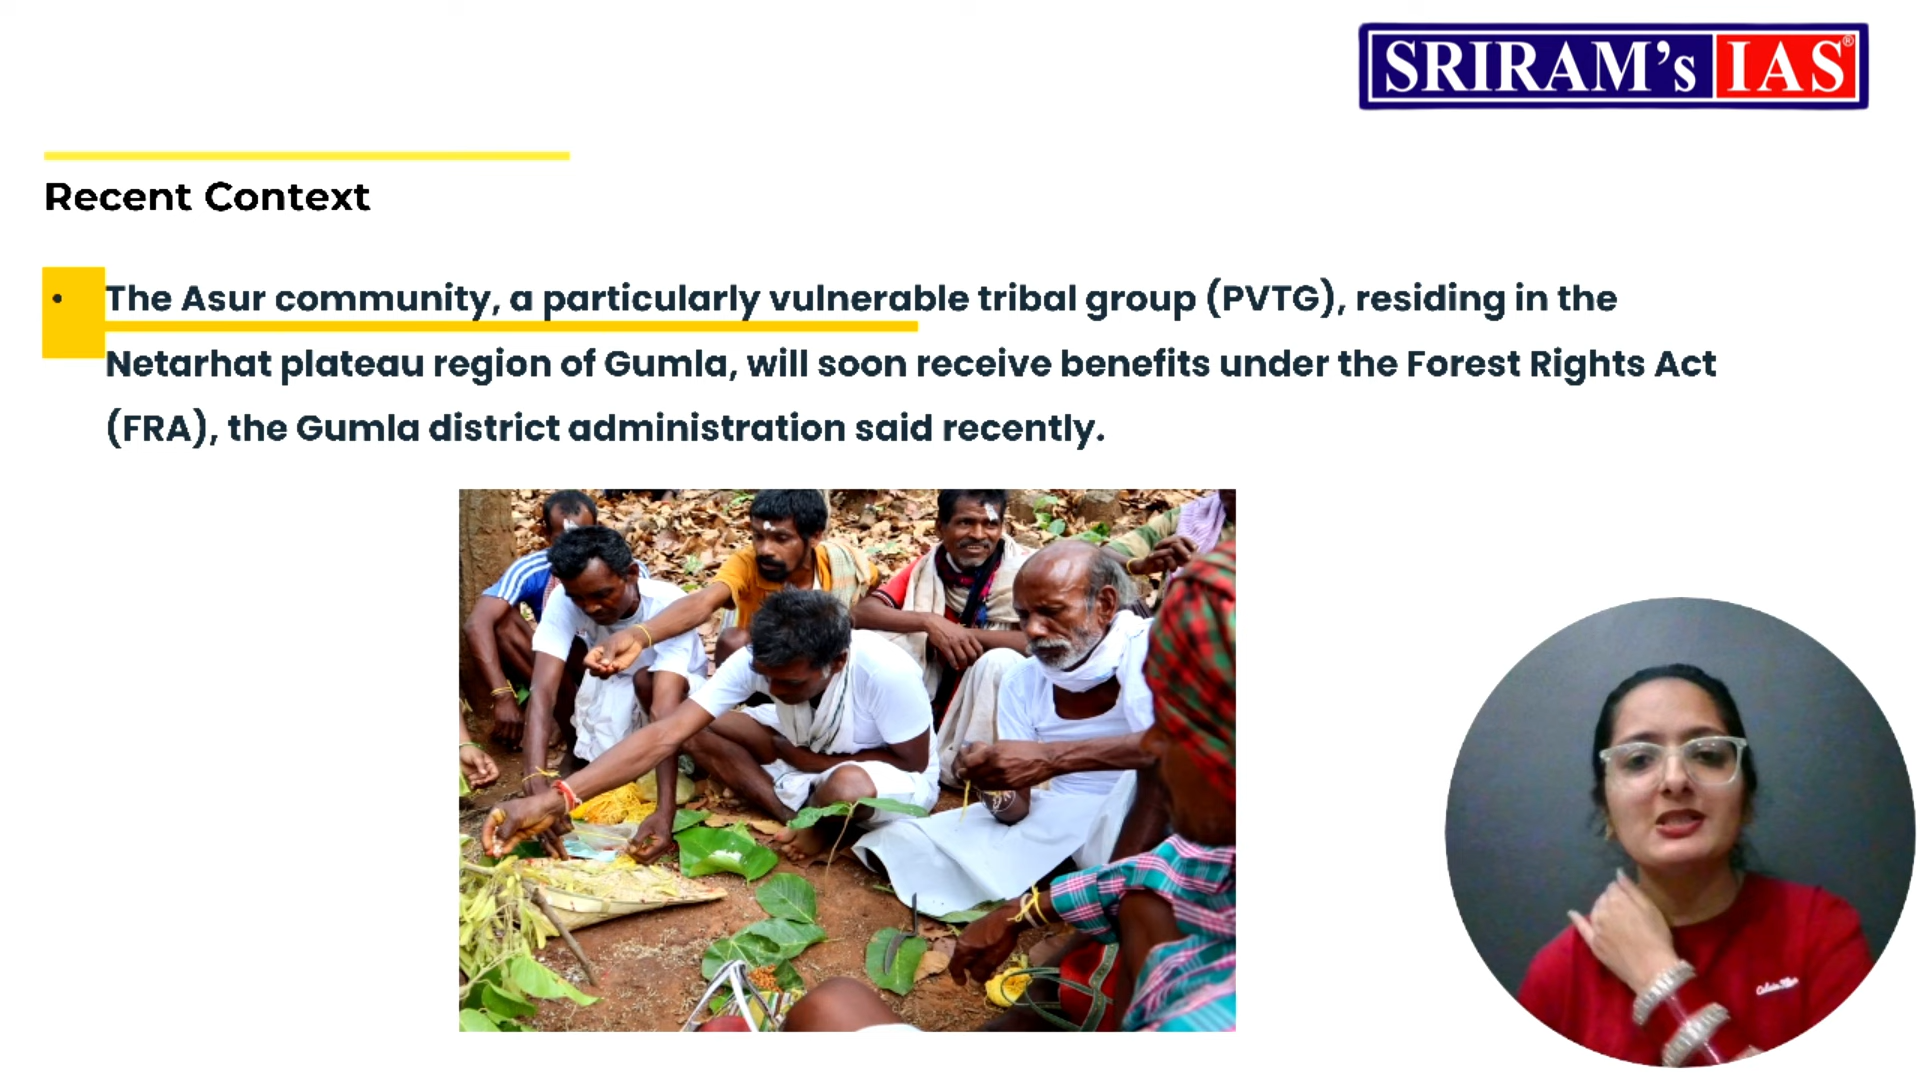 SRIRAM's IAS®
Recent Context
• The Asur community, a particularly vulnerable tribal group (PVTG), residing in the
Netarhat plateau region of Gumla, will soon receive benefits under the Forest Rights Act
(FRA), the Gumla district administration said recently.